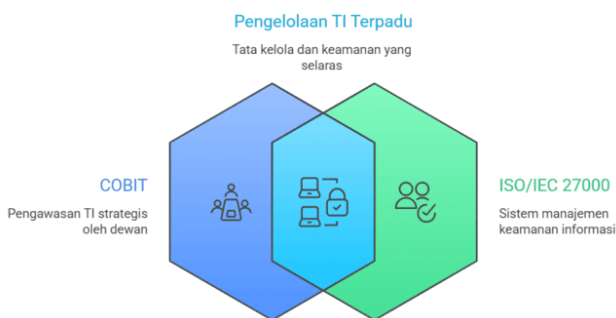 Pengelolaan TI Terpadu
Tata kelola dan keamanan yang
selaras
COBIT
Pengawasan TI strategis
oleh dewan
ISO/IEC 27000
Sistem manajemen
keamanan informasi